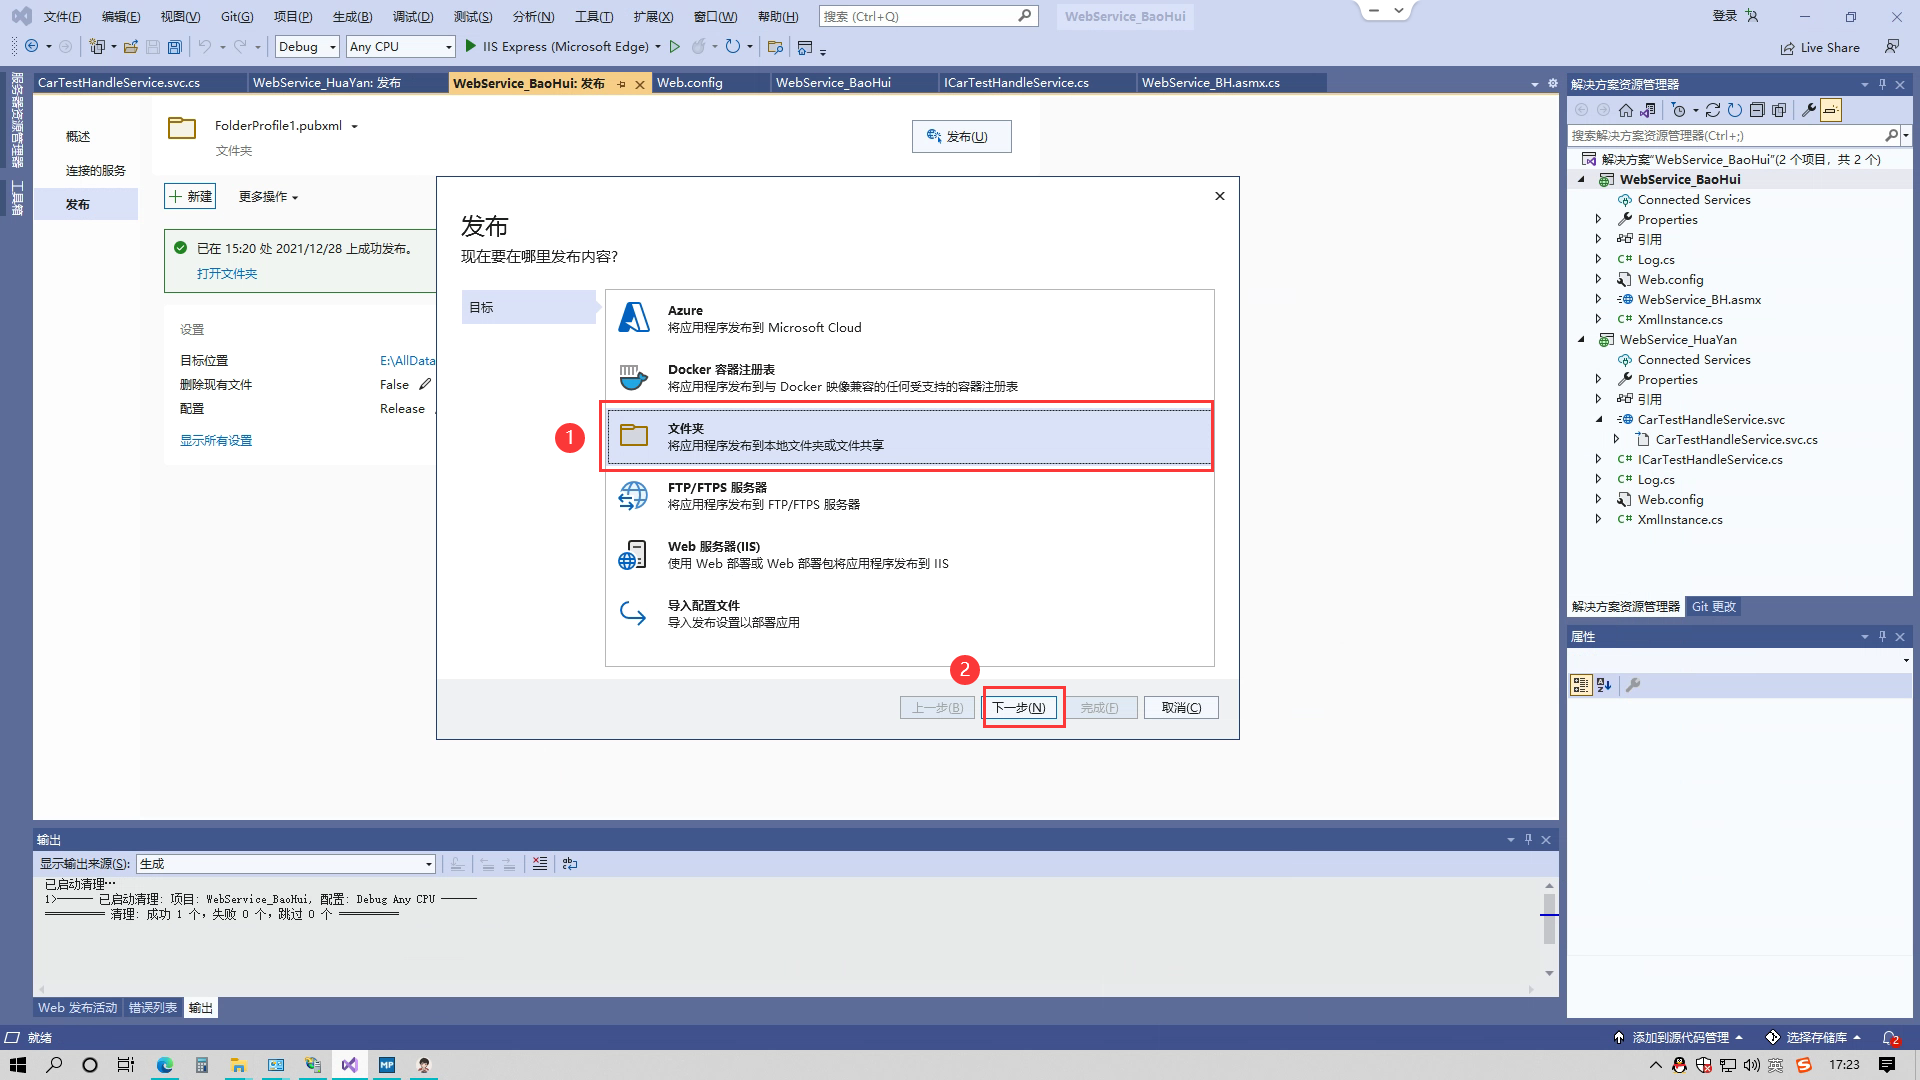 文件(F) 编辑(E) 视图(V) Git(G) 项目(P) 生成(B) 调试(D) 测试(S) 分析(N) 工具(T) 扩展(X) 窗口(W) 帮助(H) 搜索 (Ctrl+Q) WebService_BaoHui 登录
Debug Any CPU IIS Express (Microsoft Edge) Live Share
服务器资源管理器
工具箱
CarTestHandleService.svc.cs WebService_HuaYan: 发布 WebService_BaoHui: 发布 Web.config WebService_BaoHui ICarTestHandleService.cs WebService_BH.asmx.cs
概述
连接的服务
发布
FolderProfile1.pubxml
文件夹
发布(U)
新建 更多操作
已在 15:20 处 2021/12/28 上成功发布。
打开文件夹
设置
目标位置 E:\AllData
删除现有文件 False
配置 Release
显示所有设置
发布
现在要在哪里发布内容?
目标
Azure
将应用程序发布到 Microsoft Cloud
Docker 容器注册表
将应用程序发布到与 Docker 映像兼容的任何受支持的容器注册表
1
文件夹
将应用程序发布到本地文件夹或文件共享
FTP/FTPS 服务器
将应用程序发布到 FTP/FTPS 服务器
Web 服务器(IIS)
使用 Web 部署或 Web 部署包将应用程序发布到 IIS
导入配置文件
导入发布设置以部署应用
2
上一步(B) 下一步(N) 完成(F) 取消(C)
解决方案资源管理器
搜索解决方案资源管理器(Ctrl+;)
解决方案"WebService_BaoHui"(2 个项目，共 2 个)
WebService_BaoHui
Connected Services
Properties
引用
C# Log.cs
Web.config
WebService_BH.asmx
C# XmlInstance.cs
WebService_HuaYan
Connected Services
Properties
引用
CarTestHandleService.svc
CarTestHandleService.svc.cs
C# ICarTestHandleService.cs
C# Log.cs
Web.config
C# XmlInstance.cs
解决方案资源管理器 Git 更改
属性
输出
显示输出来源(S): 生成
已启动清理…
1>------ 已启动清理: 项目: WebService_BaoHui, 配置: Debug Any CPU ------
========== 清理: 成功 1 个，失败 0 个，跳过 0 个 ==========
Web 发布活动 错误列表 输出
就绪 添加到源代码管理 选择存储库 2
MP 英 17:23